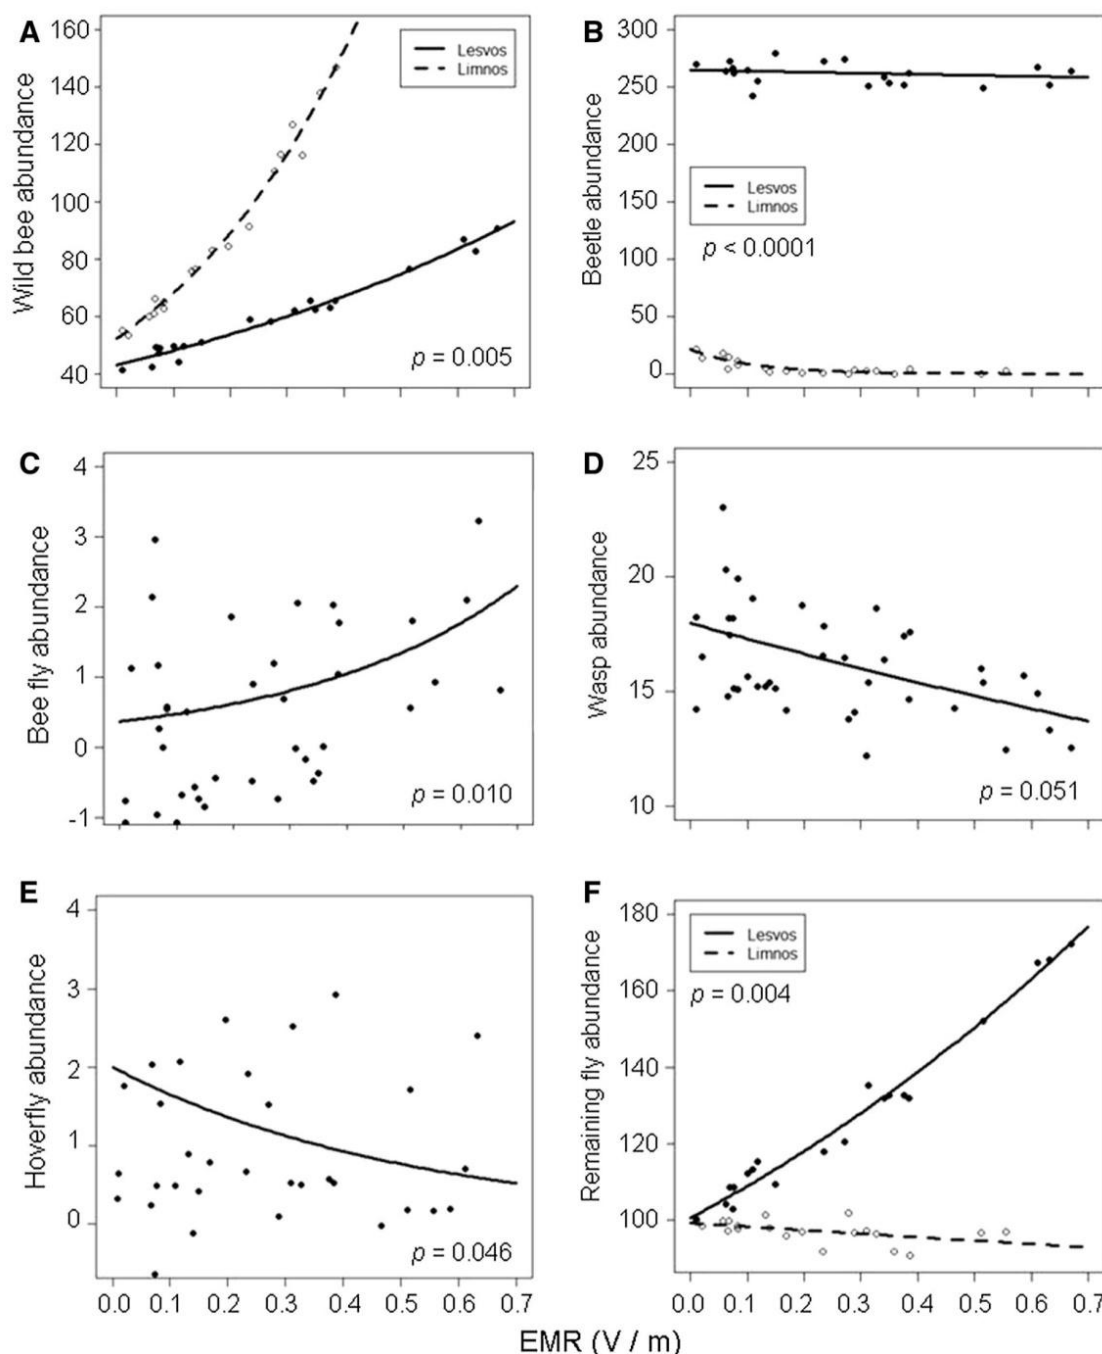 A
Wild bee abundance
160
140
120
100
80
60
40
Lesvos
Limnos
p = 0.005
B
Beetle abundance
300
250
200
150
100
50
0
Lesvos
Limnos
p < 0.0001
C
Bee fly abundance
4
3
2
1
0
-1
p = 0.010
D
Wasp abundance
25
20
15
10
p = 0.051
E
Hoverfly abundance
4
3
2
1
0
p = 0.046
0.0 0.1 0.2 0.3 0.4 0.5 0.6 0.7
F
Remaining fly abundance
180
160
140
120
100
Lesvos
Limnos
p = 0.004
0.0 0.1 0.2 0.3 0.4 0.5 0.6 0.7
EMR (V / m)